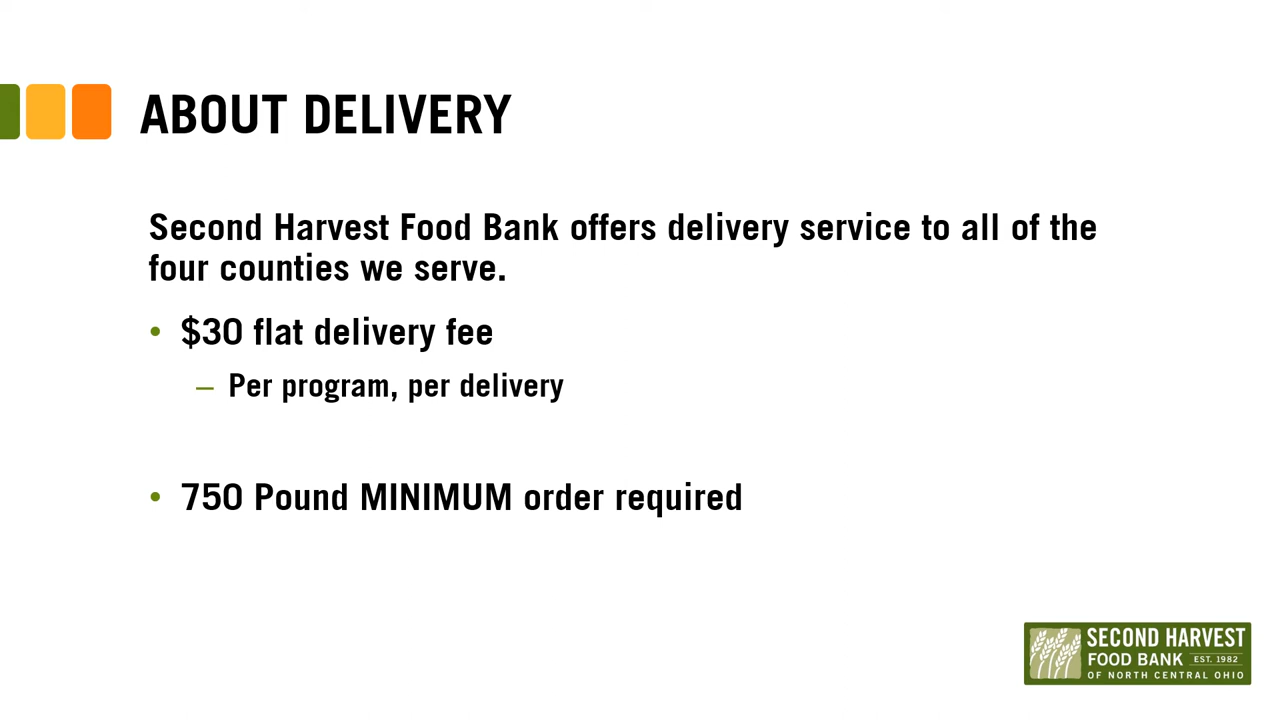 ABOUT DELIVERY
Second Harvest Food Bank offers delivery service to all of the
four counties we serve.
• $30 flat delivery fee
– Per program, per delivery
• 750 Pound MINIMUM order required
SECOND HARVEST
FOOD BANK EST. 1982
OF NORTH CENTRAL OHIO